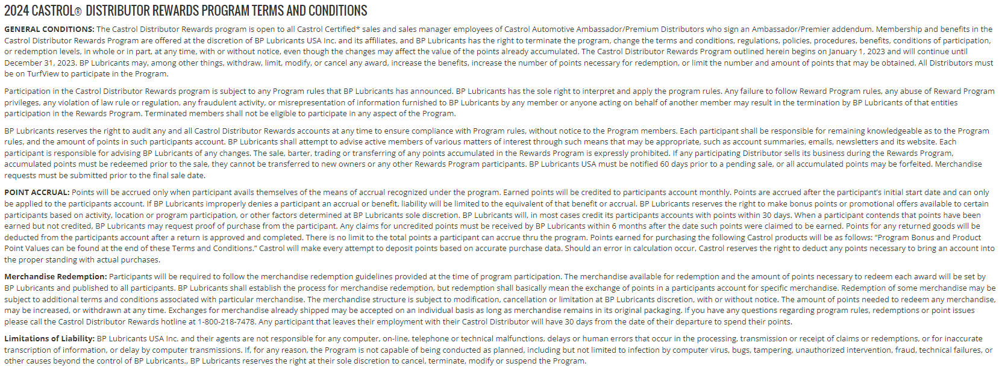 2024 CASTROL® DISTRIBUTOR REWARDS PROGRAM TERMS AND CONDITIONS
GENERAL CONDITIONS: The Castrol Distributor Rewards program is open to all Castrol Certified* sales and sales manager employees of Castrol Automotive Ambassador/Premium Distributors who sign an Ambassador/Premier addendum. Membership and benefits in the
Castrol Distributor Rewards Program are offered at the discretion of BP Lubricants USA Inc. and its affiliates, and BP Lubricants has the right to terminate the program, change the terms and conditions, regulations, policies, procedures, benefits, conditions of participation,
or redemption levels, in whole or in part, at any time, with or without notice, even though the changes may affect the value of the points already accumulated. The Castrol Distributor Rewards Program outlined herein begins on January 1, 2023 and will continue until
December 31, 2023. BP Lubricants may, among other things, withdraw, limit, modify, or cancel any award, increase the benefits, increase the number of points necessary for redemption, or limit the number and amount of points that may be obtained. All Distributors must
be on TurfView to participate in the Program.
Participation in the Castrol Distributor Rewards program is subject to any Program rules that BP Lubricants has announced. BP Lubricants has the sole right to interpret and apply the program rules. Any failure to follow Reward Program rules, any abuse of Reward Program
privileges, any violation of law rule or regulation, any fraudulent activity, or misrepresentation of information furnished to BP Lubricants by any member or anyone acting on behalf of another member may result in the termination by BP Lubricants of that entities
participation in the Rewards Program. Terminated members shall not be eligible to participate in any aspect of the Program.
BP Lubricants reserves the right to audit any and all Castrol Distributor Rewards accounts at any time to ensure compliance with Program rules, without notice to the Program members. Each participant shall be responsible for remaining knowledgeable as to the Program
rules, and the amount of points in such participants account. BP Lubricants shall attempt to advise active members of various matters of interest through such means that may be appropriate, such as account summaries, emails, newsletters and its website. Each
participant is responsible for advising BP Lubricants of any changes. The sale, barter, trading or transferring of any points accumulated in the Rewards Program is expressly prohibited. If any participating Distributor sells its business during the Rewards Program,
accumulated points must be redeemed prior to the sale, they cannot be transferred to new owners or any other Rewards Program participants. BP Lubricants USA must be notified 60 days prior to a pending sale, or all accumulated points may be forfeited. Merchandise
requests must be submitted prior to the final sale date.
POINT ACCRUAL: Points will be accrued only when participant avails themselves of the means of accrual recognized under the program. Earned points will be credited to participants account monthly. Points are accrued after the participant's initial start date and can only
be applied to the participants account. If BP Lubricants improperly denies a participant an accrual or benefit, liability will be limited to the equivalent of that benefit or accrual. BP Lubricants reserves the right to make bonus points or promotional offers available to certain
participants based on activity, location or program participation, or other factors determined at BP Lubricants sole discretion. BP Lubricants will, in most cases credit its participants accounts with points within 30 days. When a participant contends that points have been
earned but not credited, BP Lubricants may request proof of purchase from the participant. Any claims for uncredited points must be received by BP Lubricants within 6 months after the date such points were claimed to be earned. Points for any returned goods will be
deducted from the participants account after a return is approved and completed. There is no limit to the total points a participant can accrue thru the program. Points earned for purchasing the following Castrol products will be as follows: “Program Bonus and Product
Point Values can be found at the end of these Terms and Conditions.” Castrol will make every attempt to deposit points based on accurate purchase data. Should an error in calculation occur, Castrol reserves the right to deduct any points necessary to bring an account into
the proper standing with actual purchases.
Merchandise Redemption: Participants will be required to follow the merchandise redemption guidelines provided at the time of program participation. The merchandise available for redemption and the amount of points necessary to redeem each award will be set by
BP Lubricants and published to all participants. BP Lubricants shall establish the process for merchandise redemption, but redemption shall basically mean the exchange of points in a participants account for specific merchandise. Redemption of some merchandise may be
subject to additional terms and conditions associated with particular merchandise. The merchandise structure is subject to modification, cancellation or limitation at BP Lubricants discretion, with or without notice. The amount of points needed to redeem any merchandise,
may be increased, or withdrawn at any time. Exchanges for merchandise already shipped may be accepted on an individual basis as long as merchandise remains in its original packaging. If you have any questions regarding program rules, redemptions or point issues
please call the Castrol Distributor Rewards hotline at 1-800-218-7478. Any participant that leaves their employment with their Castrol Distributor will have 30 days from the date of their departure to spend their points.
Limitations of Liability: BP Lubricants USA Inc. and their agents are not responsible for any computer, on-line, telephone or technical malfunctions, delays or human errors that occur in the processing, transmission or receipt of claims or redemptions, or for inaccurate
transcription of information, or delay by computer transmissions. If, for any reason, the Program is not capable of being conducted as planned, including but not limited to infection by computer virus, bugs, tampering, unauthorized intervention, fraud, technical failures, or
other causes beyond the control of BP Lubricants., BP Lubricants reserves the right at their sole discretion to cancel, terminate, modify or suspend the Program.